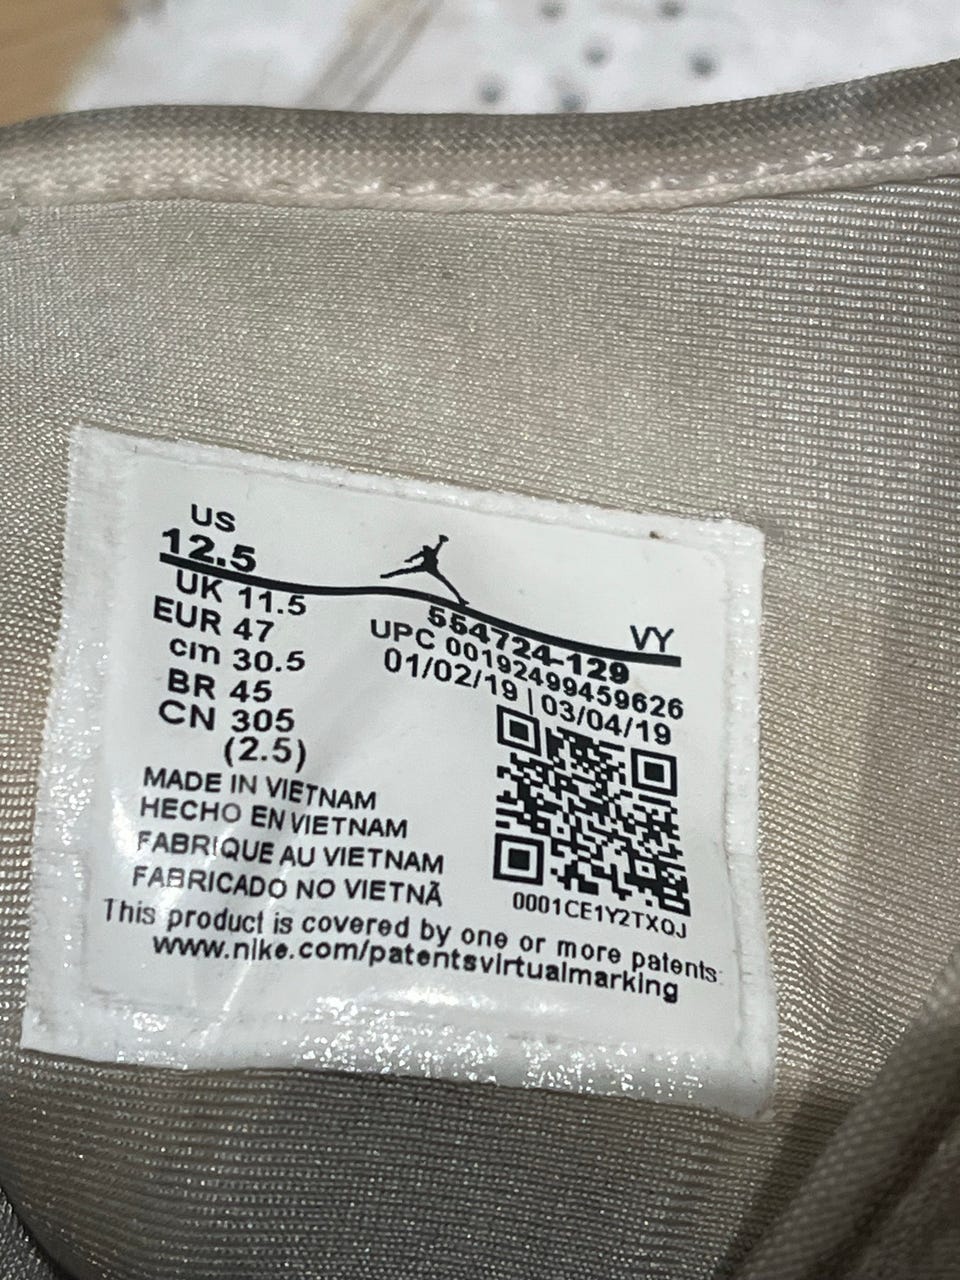 US
12.5
UK 11.5
EUR 47
cm 30.5
BR 45
CN 305
(2.5)
VY
554724-129
UPC 00192499459626
01/02/19 | 03/04/19
MADE IN VIETNAM
HECHO EN VIETNAM
FABRIQUE AU VIETNAM
FABRICADO NO VIETNÃ
0001CE1Y2TXQJ
This product is covered by one or more patents:
www.nike.com/patentsvirtualmarking